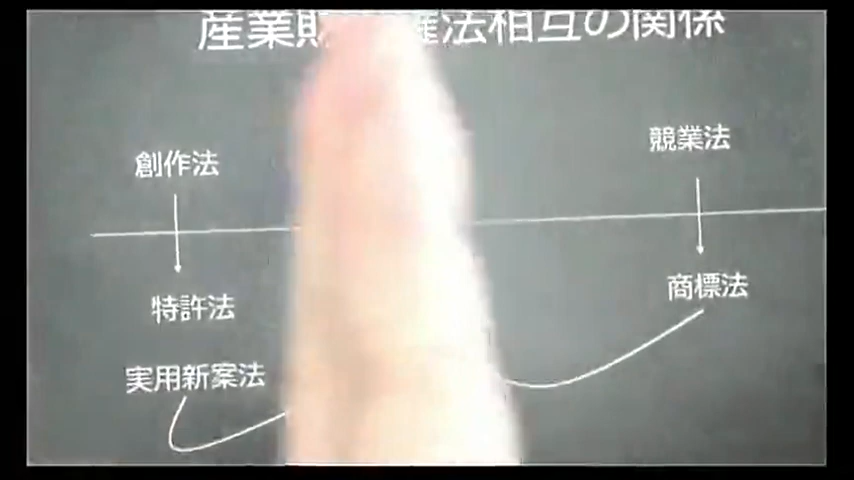 産業財 権法相互の関係
創作法
競業法
特許法
商標法
実用新案法